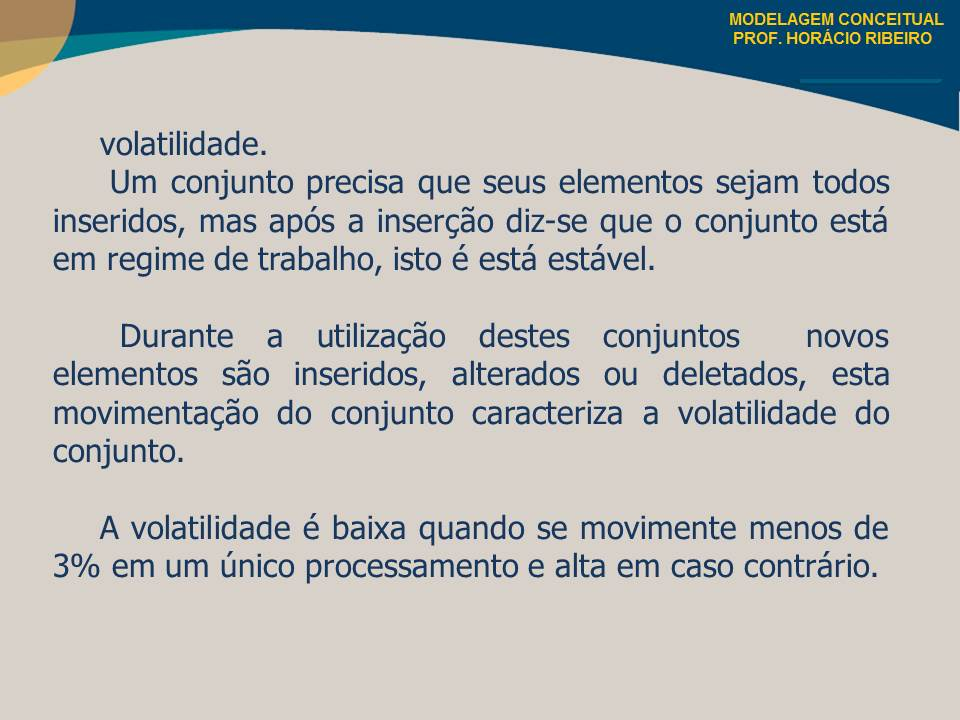 MODELAGEM CONCEITUAL
PROF. HORÁCIO RIBEIRO
volatilidade.
Um conjunto precisa que seus elementos sejam todos
inseridos, mas após a inserção diz-se que o conjunto está
em regime de trabalho, isto é está estável.
Durante a utilização destes conjuntos novos
elementos são inseridos, alterados ou deletados, esta
movimentação do conjunto caracteriza a volatilidade do
conjunto.
A volatilidade é baixa quando se movimente menos de
3% em um único processamento e alta em caso contrário.